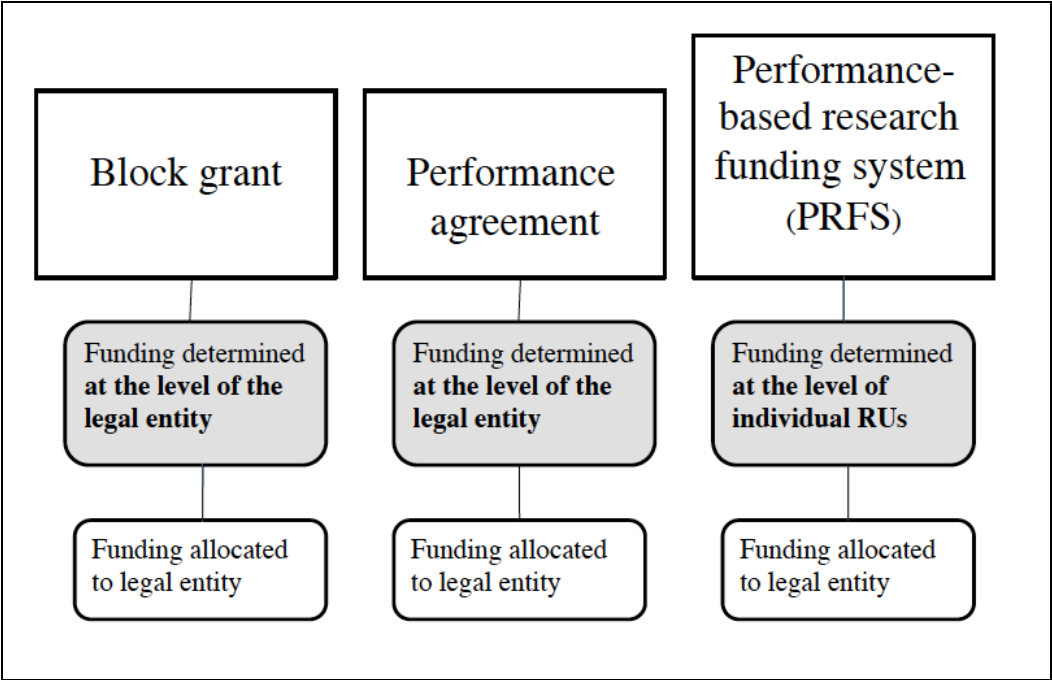 Block grant
Performance
agreement
Performance-
based research
funding system
(PRFS)
Funding determined
at the level of the
legal entity
Funding determined
at the level of the
legal entity
Funding determined
at the level of
individual RUs
Funding allocated
to legal entity
Funding allocated
to legal entity
Funding allocated
to legal entity